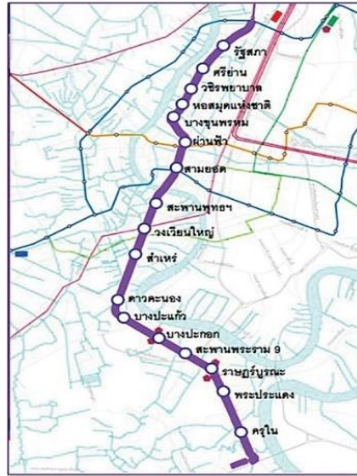 รัฐสภา
ศรีย่าน
วชิรพยาบาล
หอสมุดแห่งชาติ
บางขุนพรหม
ผ่านฟ้า
สามยอด
สะพานพุทธฯ
วงเวียนใหญ่
สำเหร่
ดาวคะนอง
บางปะแก้ว
บางปะกอก
สะพานพระราม 9
ราษฎร์บูรณะ
พระประแดง
ครุใน